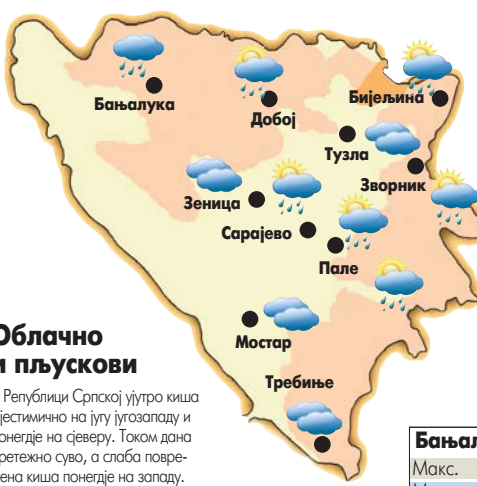 Бањалука
Добој
Бијељина
Тузла
Зворник
Зеница
Сарајево
Пале
Мостар
Требиње
Облачно
и пљускови
Републици Српској ујутро киша
јестимично на југу југозападу и
онегдје на сјеверу. Током дана
ретежно суво, а слаба повре-
ена киша понегдје на западу.
Бањал
Макс.